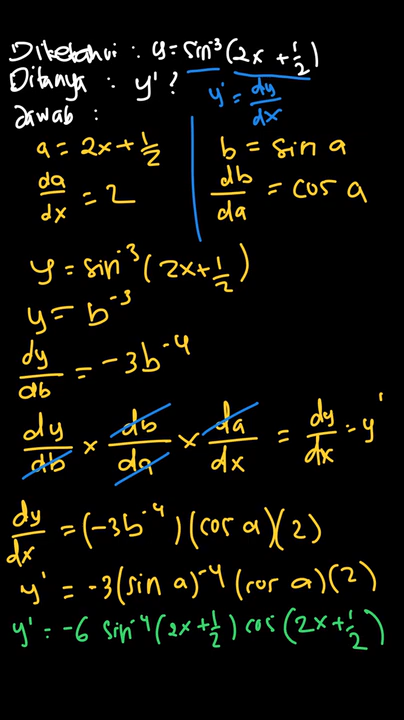 Diketahui : y = sin⁻³(2x + 1/2)
Ditanya : y' ?
y' = dy/dx
Jawab :
a = 2x + 1/2
da/dx = 2
b = sin a
db/da = cos a
y = sin⁻³(2x + 1/2)
y = b⁻³
dy/db = -3b⁻⁴
dy/db × db/da × da/dx = dy/dx = y'
dy/dx = (-3b⁻⁴)(cos a)(2)
y' = -3(sin a)⁻⁴(cos a)(2)
y' = -6 sin⁻⁴(2x + 1/2) cos(2x + 1/2)